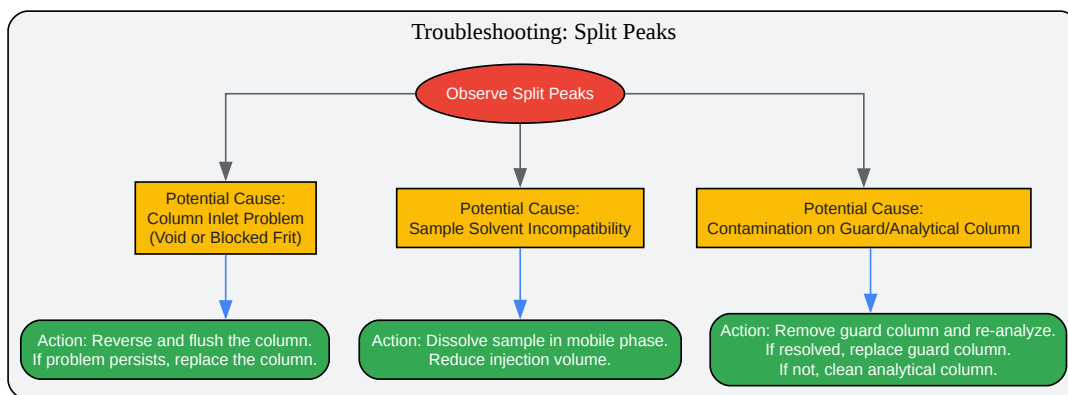 Troubleshooting: Split Peaks
Observe Split Peaks
Potential Cause:
Column Inlet Problem
(Void or Blocked Frit)
Potential Cause:
Sample Solvent Incompatibility
Potential Cause:
Contamination on Guard/Analytical Column
Action: Reverse and flush the column.
If problem persists, replace the column.
Action: Dissolve sample in mobile phase.
Reduce injection volume.
Action: Remove guard column and re-analyze.
If resolved, replace guard column.
If not, clean analytical column.